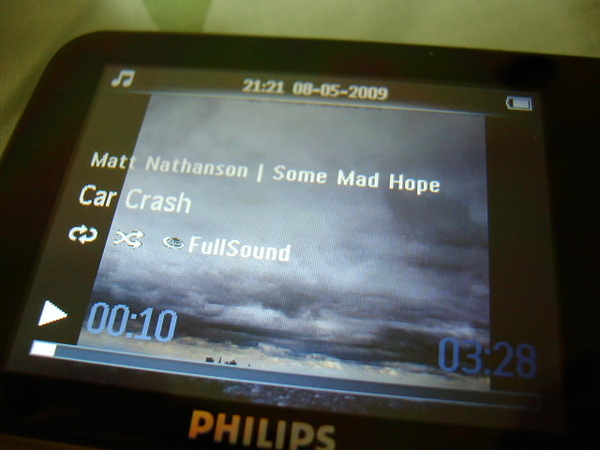 21:21 08-05-2009
Matt Nathanson | Some Mad Hope
Car Crash
FullSound
00:10
03:28
PHILIPS